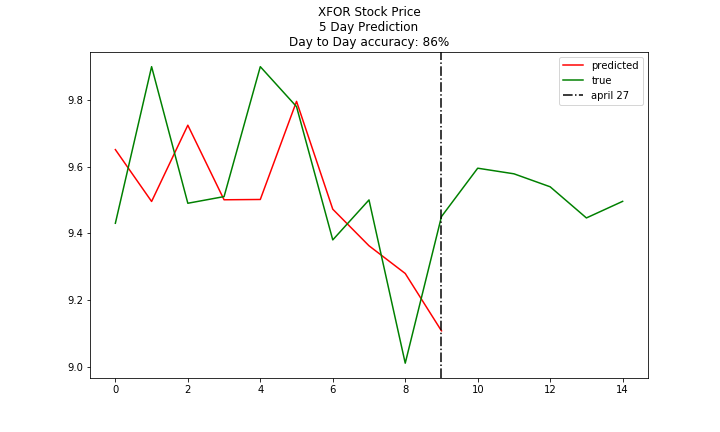 XFOR Stock Price
5 Day Prediction
Day to Day accuracy: 86%
predicted
true
april 27
9.8
9.6
9.4
9.2
9.0
0 2 4 6 8 10 12 14